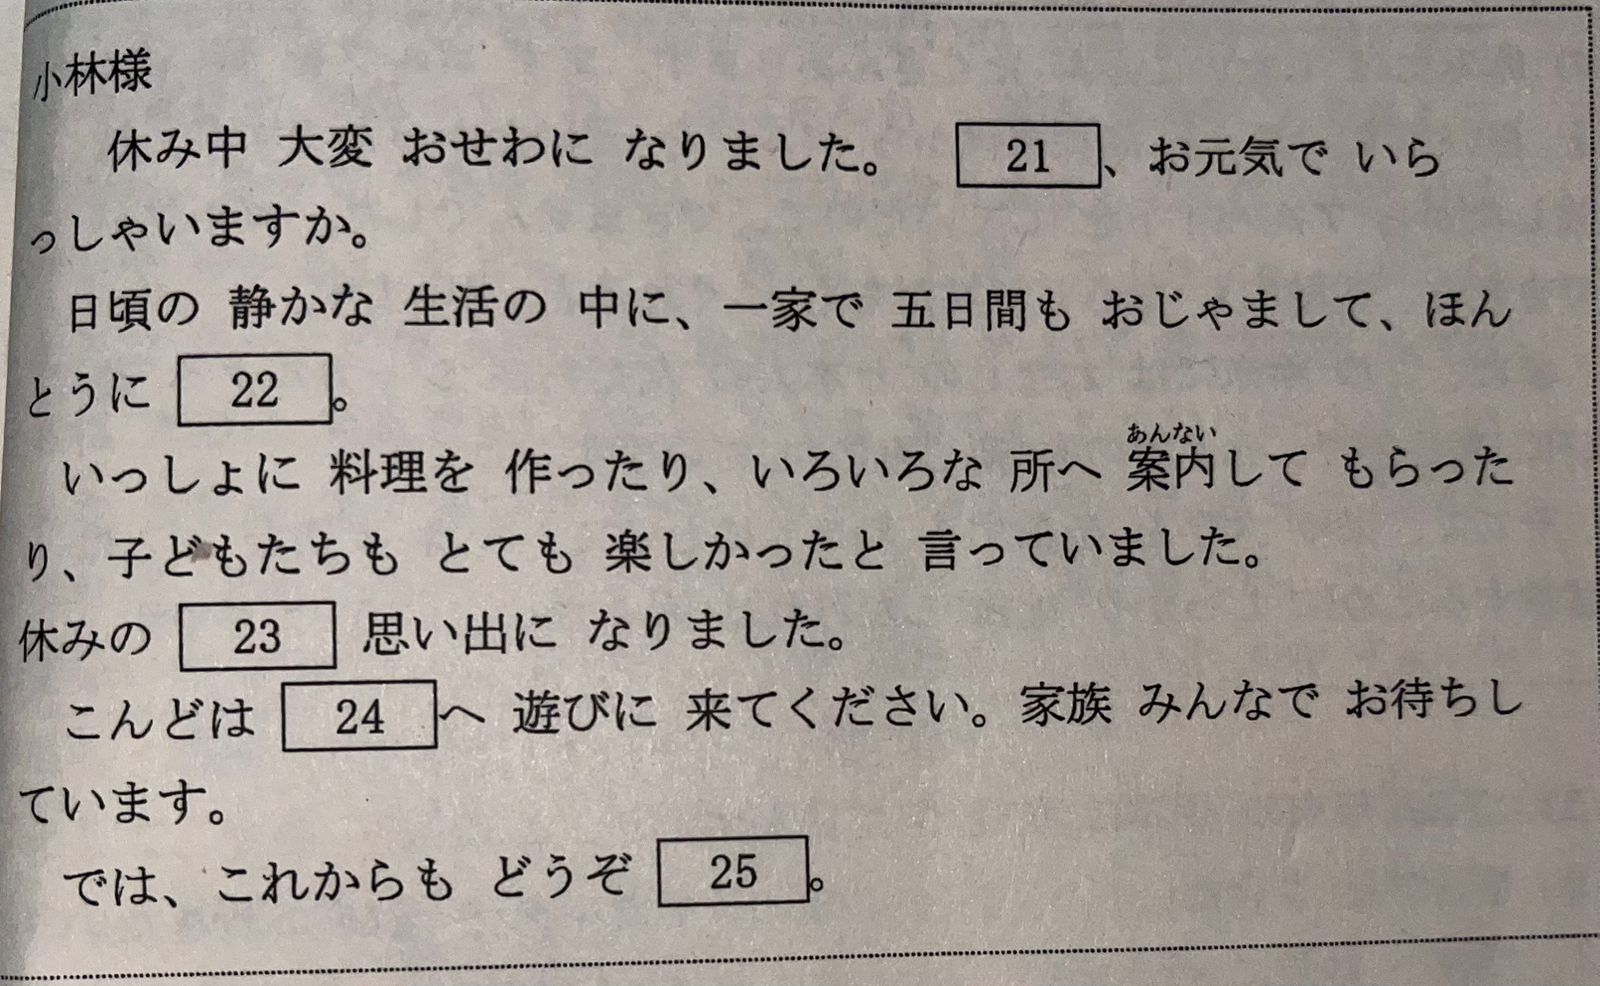 小林様
休み中 大変 おせわに なりました。 21、お元気で いら
っしゃいますか。
日頃の 静かな 生活の 中に、一家で 五日間も おじゃまして、ほん
とうに 22。
いっしょに 料理を 作ったり、いろいろな 所へ 案内して もらった
あんない
り、子どもたちも とても 楽しかったと 言っていました。
休みの 23 思い出に なりました。
こんどは 24へ 遊びに 来てください。家族 みんなで お待ちし
ています。
では、これからも どうぞ 25。